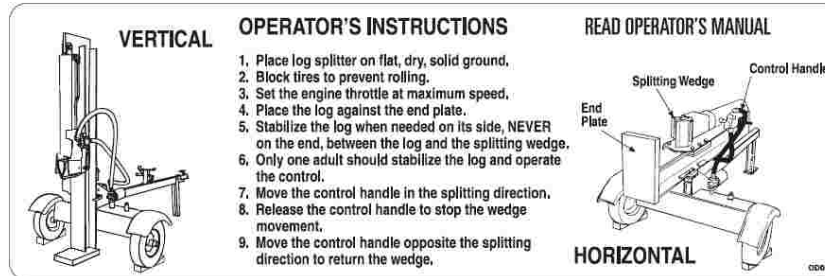 VERTICAL
OPERATOR'S INSTRUCTIONS
1. Place log splitter on flat, dry, solid ground.
2. Block tires to prevent rolling.
3. Set the engine throttle at maximum speed.
4. Place the log against the end plate.
5. Stabilize the log when needed on its side, NEVER
on the end, between the log and the splitting wedge.
6. Only one adult should stabilize the log and operate
the control.
7. Move the control handle in the splitting direction.
8. Release the control handle to stop the wedge
movement.
9. Move the control handle opposite the splitting
direction to return the wedge.
READ OPERATOR'S MANUAL
Control Handle
Splitting Wedge
End
Plate
HORIZONTAL